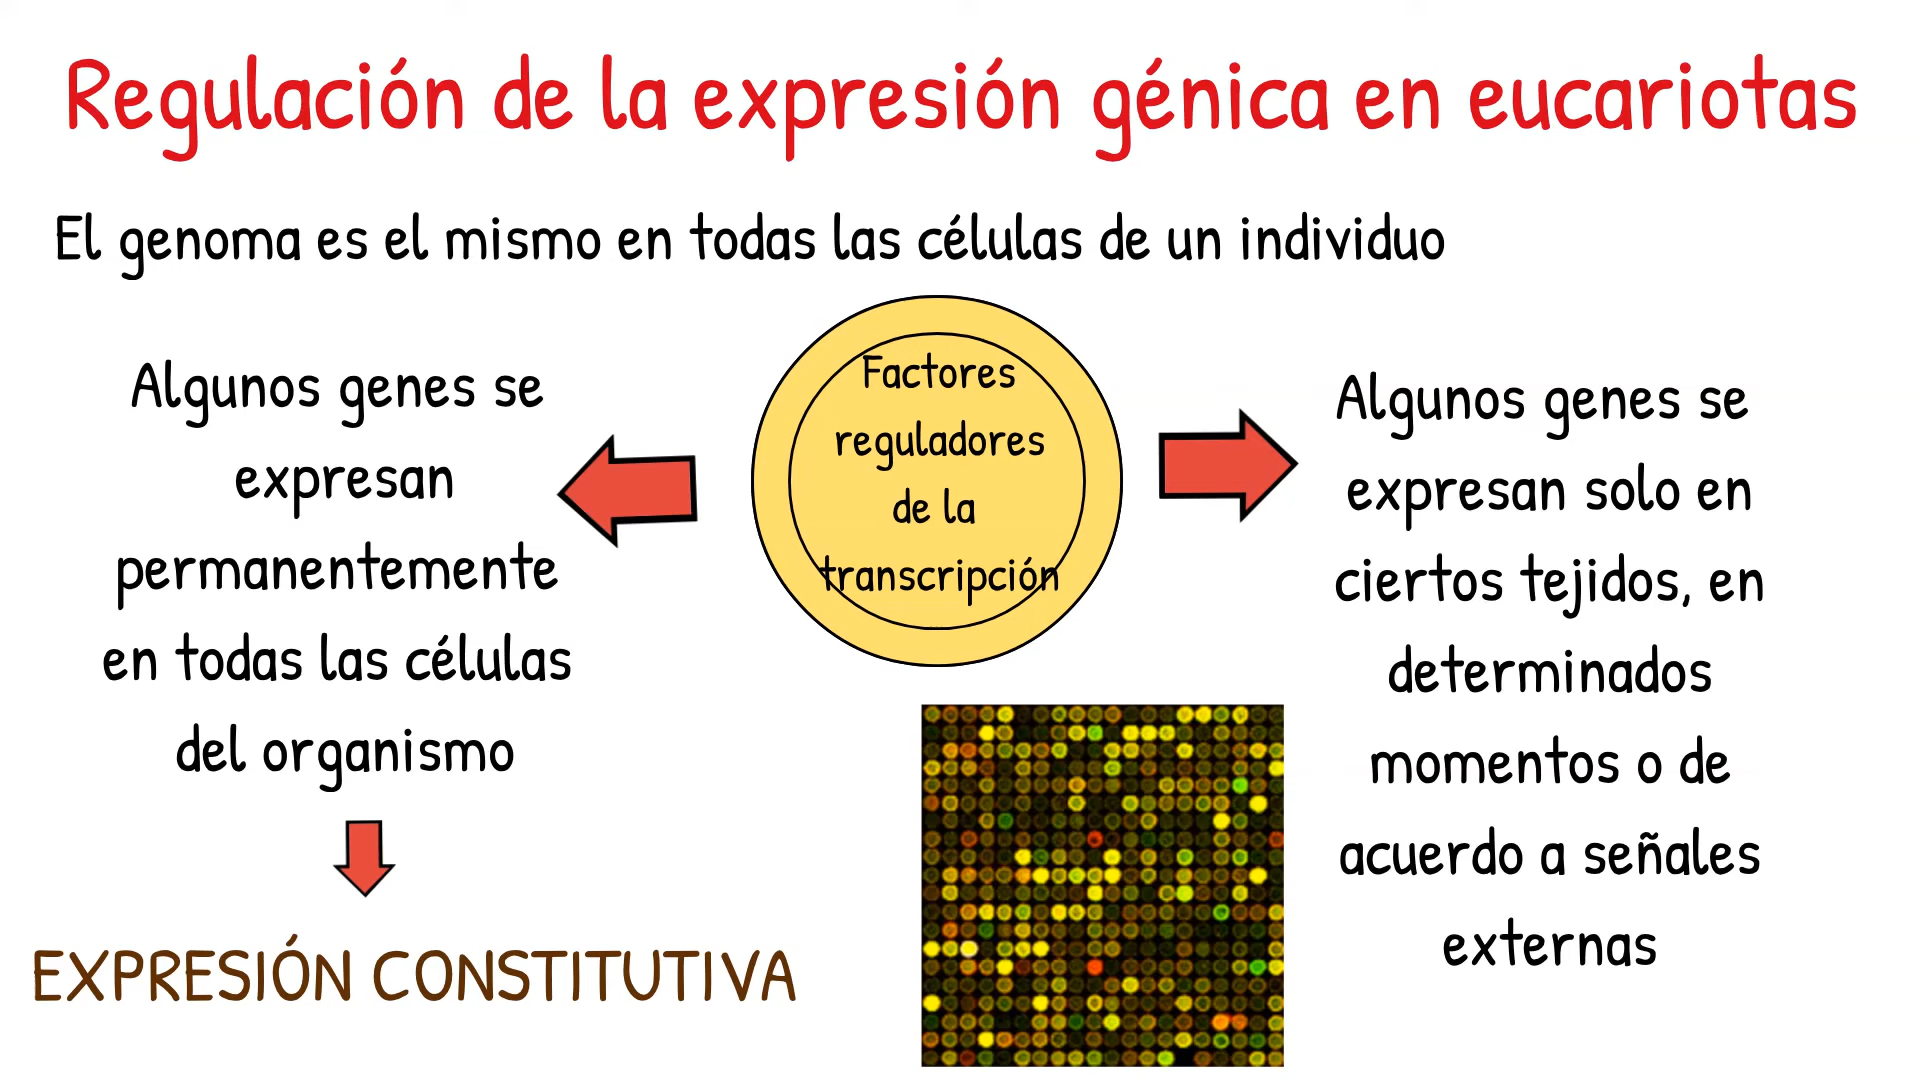 Regulación de la expresión génica en eucariotas
El genoma es el mismo en todas las células de un individuo
Algunos genes se
expresan
permanentemente
en todas las células
del organismo
EXPRESIÓN CONSTITUTIVA
Factores
reguladores
de la
transcripción
Algunos genes se
expresan solo en
ciertos tejidos, en
determinados
momentos o de
acuerdo a señales
externas